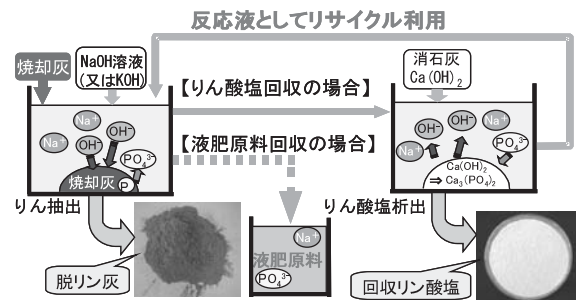 反応液としてリサイクル利用
焼却灰
NaOH溶液
(又はKOH)
【りん酸塩回収の場合】
消石灰
Ca(OH)₂
Na⁺
OH⁻
Na⁺
OH⁻
PO₄³⁻
焼却灰
P
【液肥原料回収の場合】
OH⁻
OH⁻
Na⁺
Na⁺
PO₄³⁻
Ca(OH)₂
⇒Ca₃(PO₄)₂
りん抽出
りん酸塩析出
脱リン灰
Na⁺
液肥原料
PO₄³⁻
回収リン酸塩